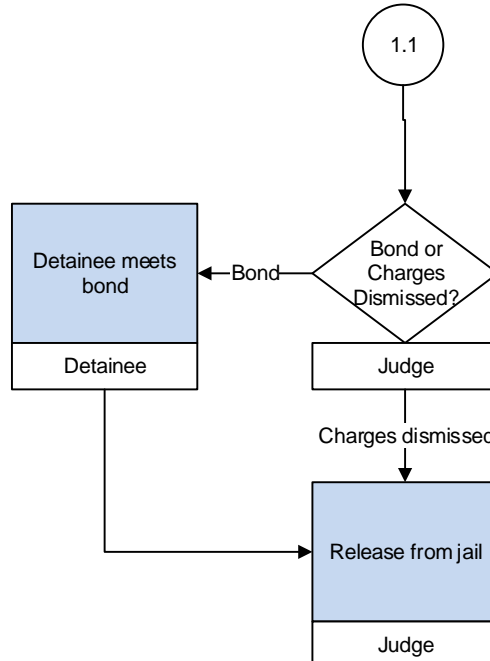 1.1
Bond or
Charges
Dismissed?
Detainee meets
bond
Bond
Detainee
Judge
Charges dismissed
Release from jail
Judge